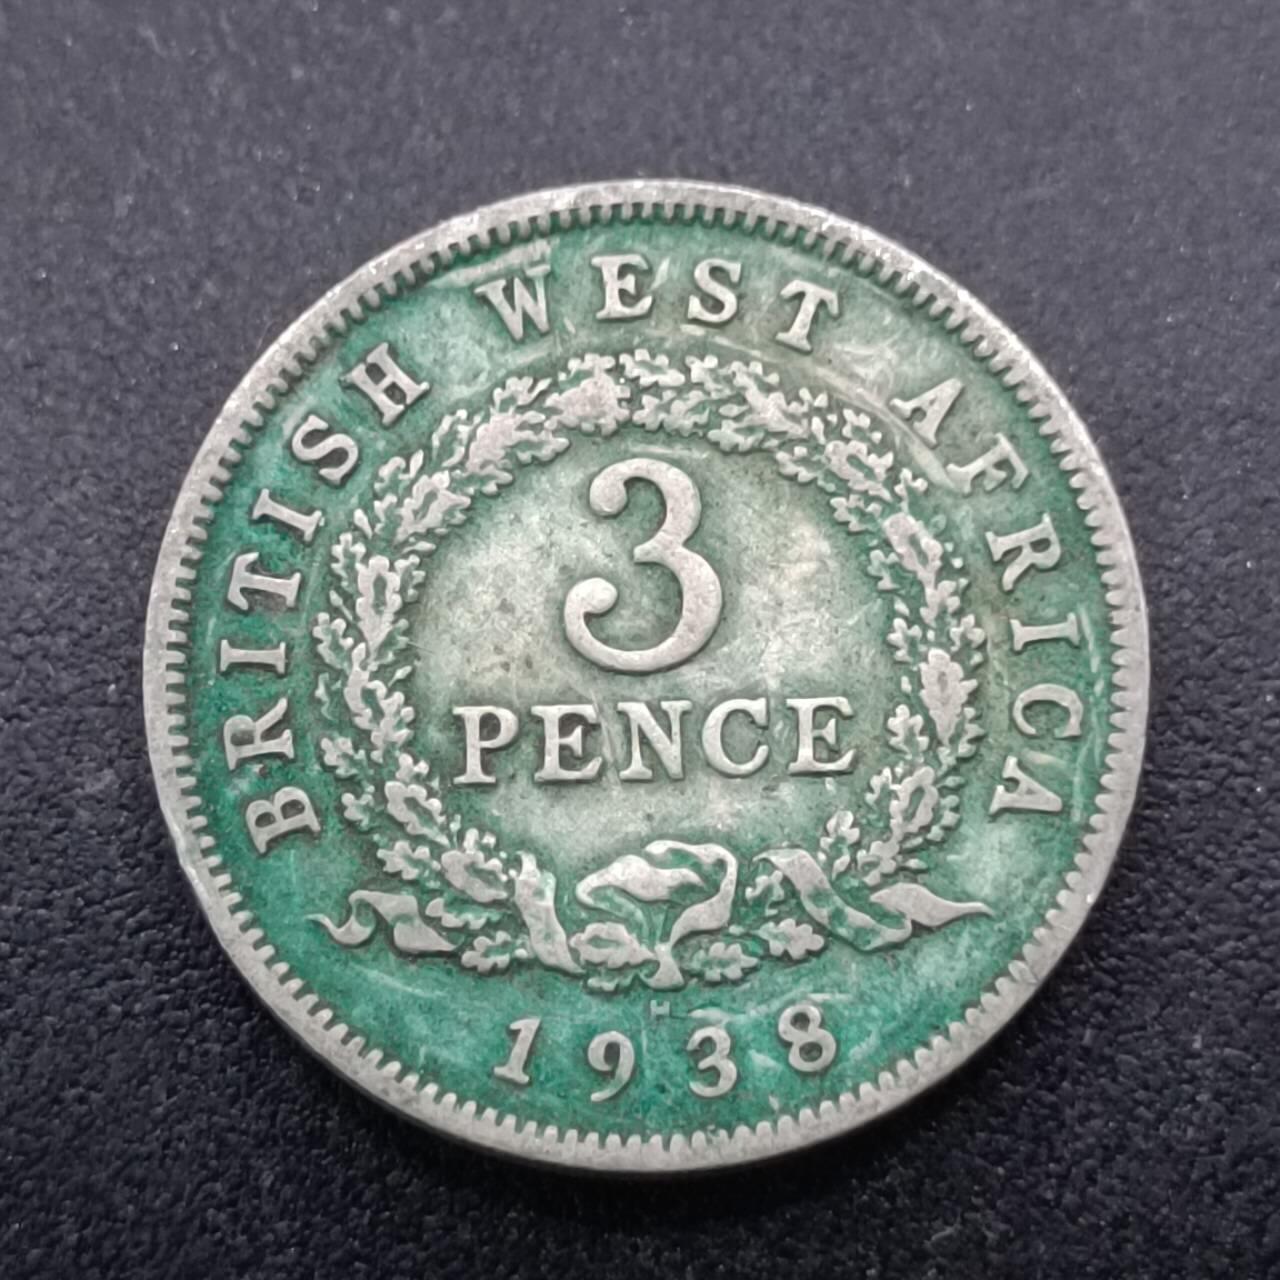 BRITISH WEST AFRICA
3
PENCE
H
1938